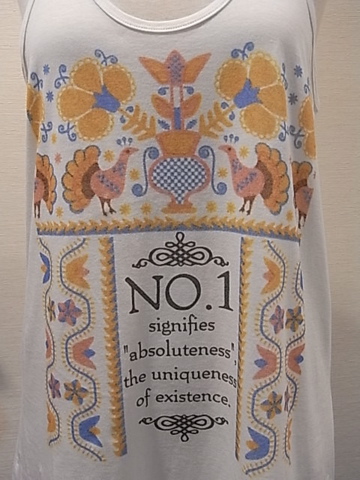 NO.1
signifies
"absoluteness",
the uniqueness
of existence.